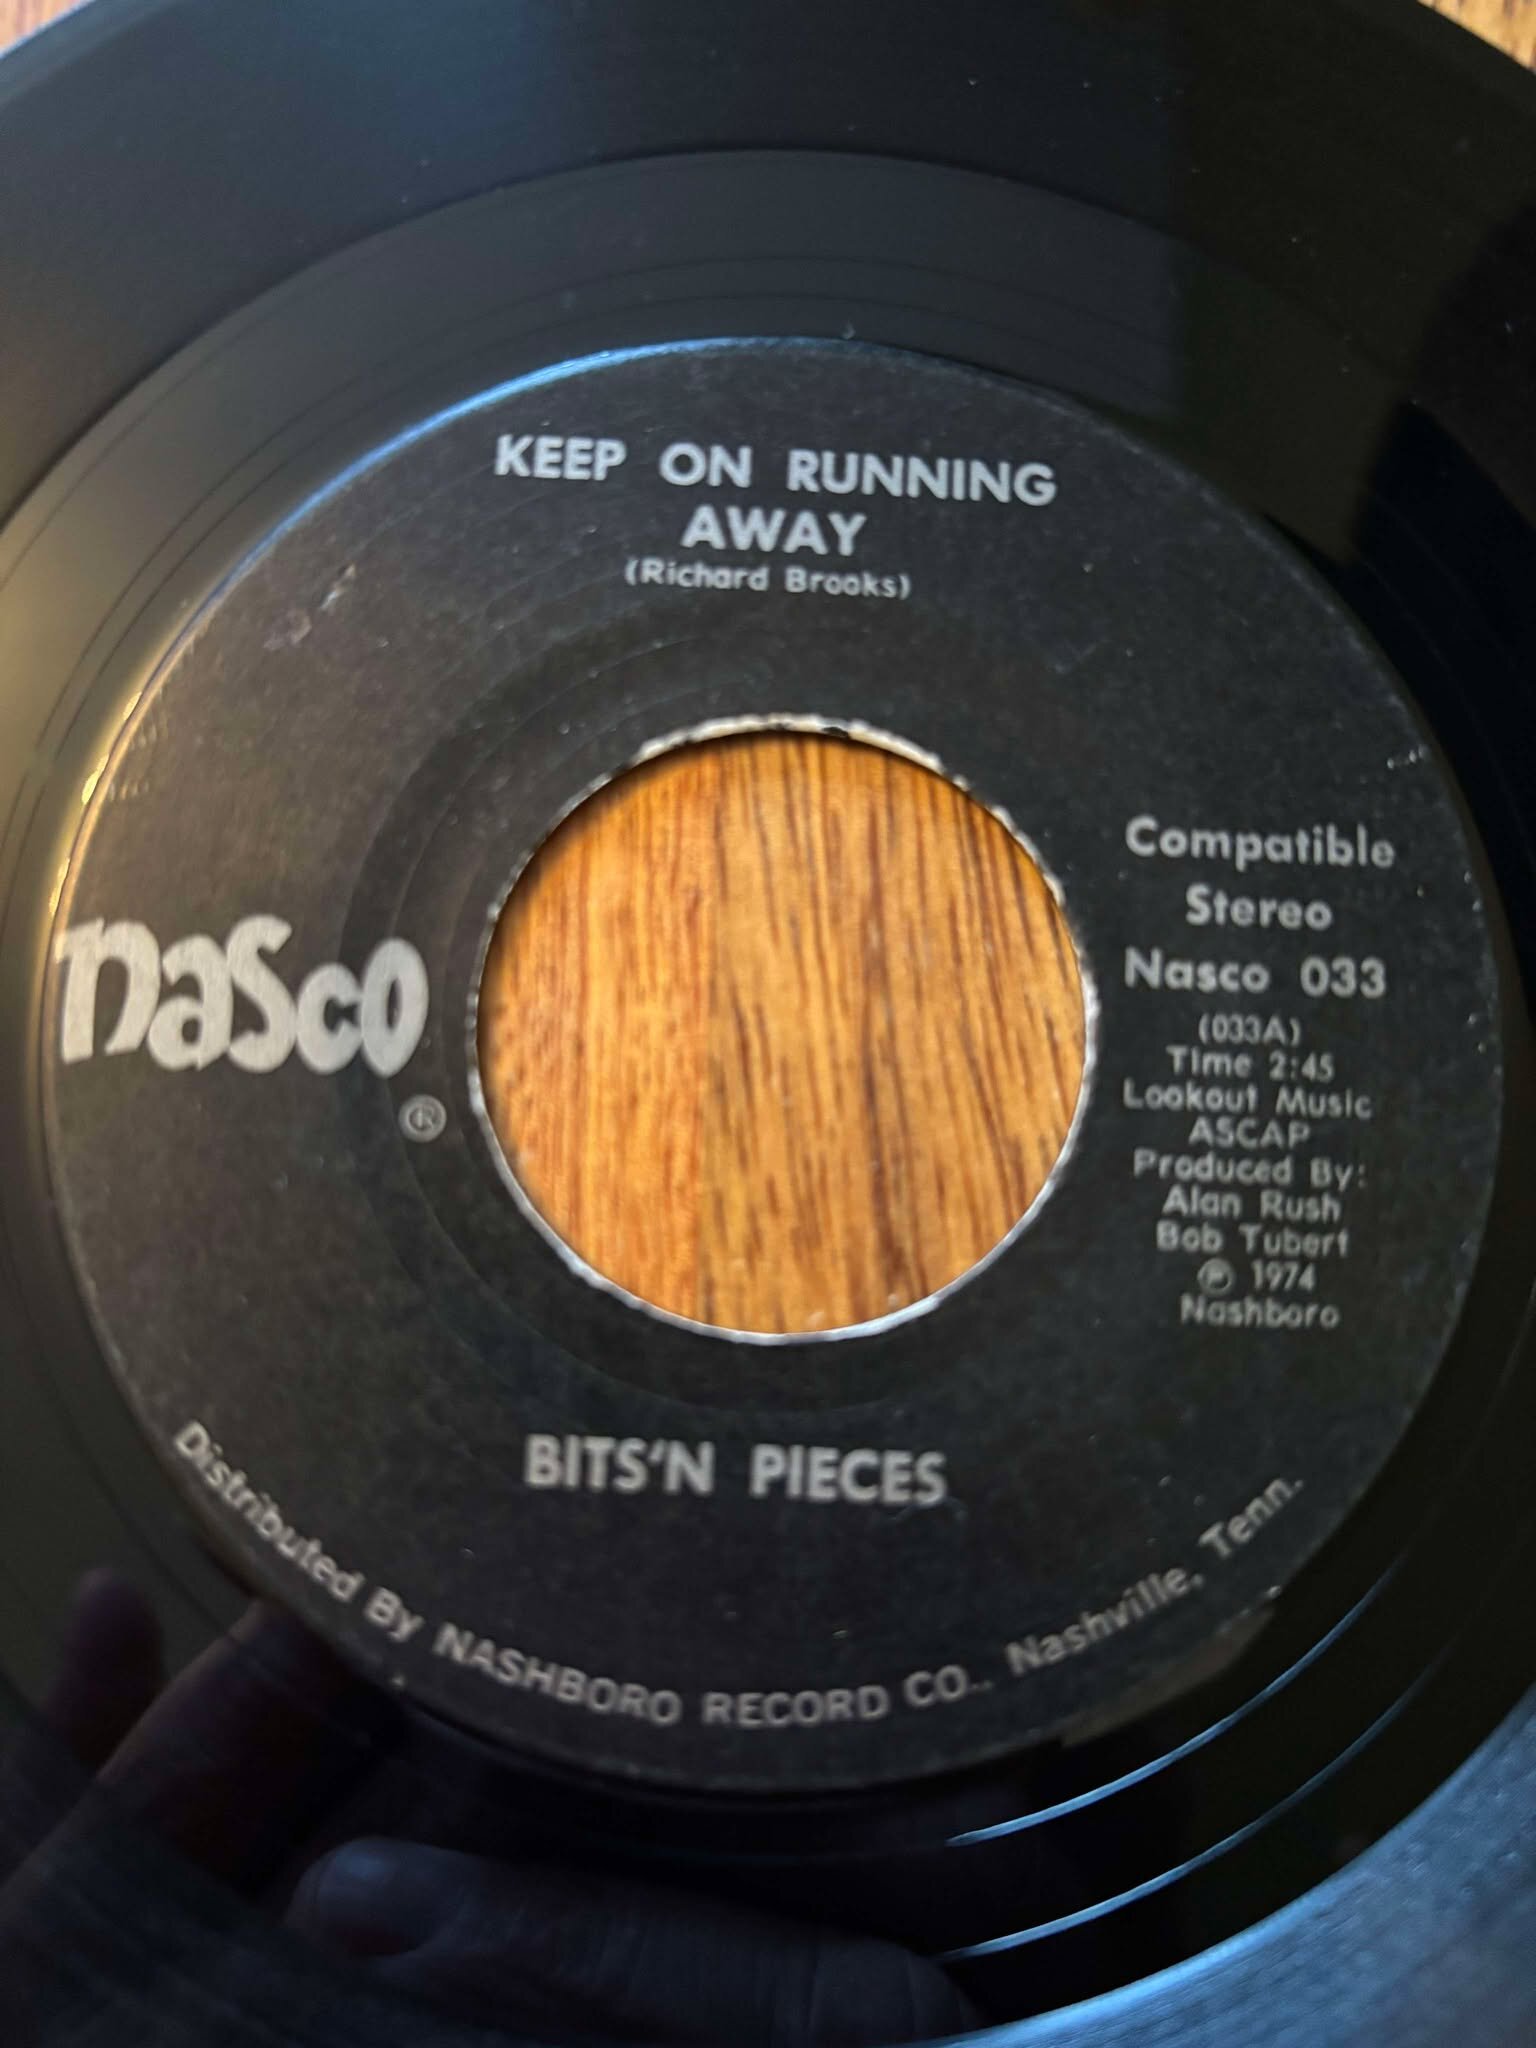 KEEP ON RUNNING
AWAY
(Richard Brooks)
nasco
®
Compatible
Stereo
Nasco 033
(033A)
Time 2:45
Lookout Music
ASCAP
Produced By:
Alan Rush
Bob Tubert
℗ 1974
Nashboro
BITS'N PIECES
Distributed By NASHBORO RECORD CO., Nashville, Tenn.